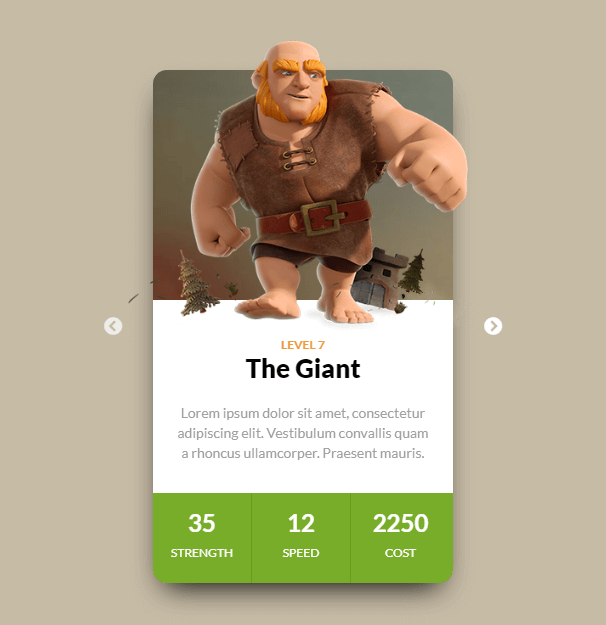 LEVEL 7
The Giant
Lorem ipsum dolor sit amet, consectetur
adipiscing elit. Vestibulum convallis quam
a rhoncus ullamcorper. Praesent mauris.
35 12 2250
STRENGTH SPEED COST